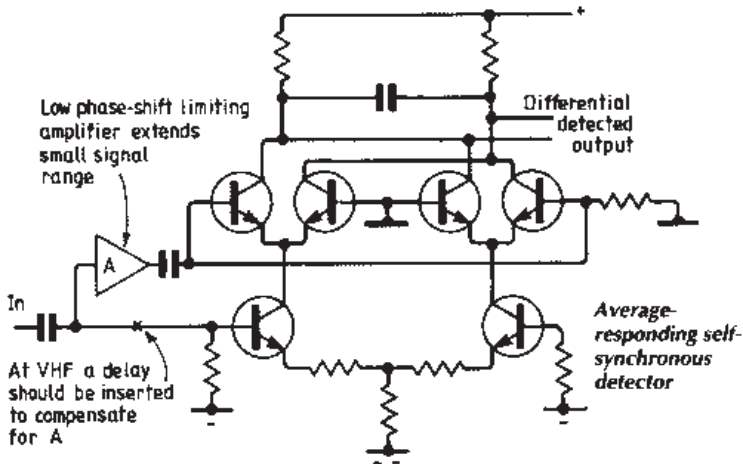 +
Low phase-shift limiting
amplifier extends
small signal
range
Differential
detected
output
A
In
Average-
responding self-
synchronous
detector
At VHF a delay
should be inserted
to compensate
for A